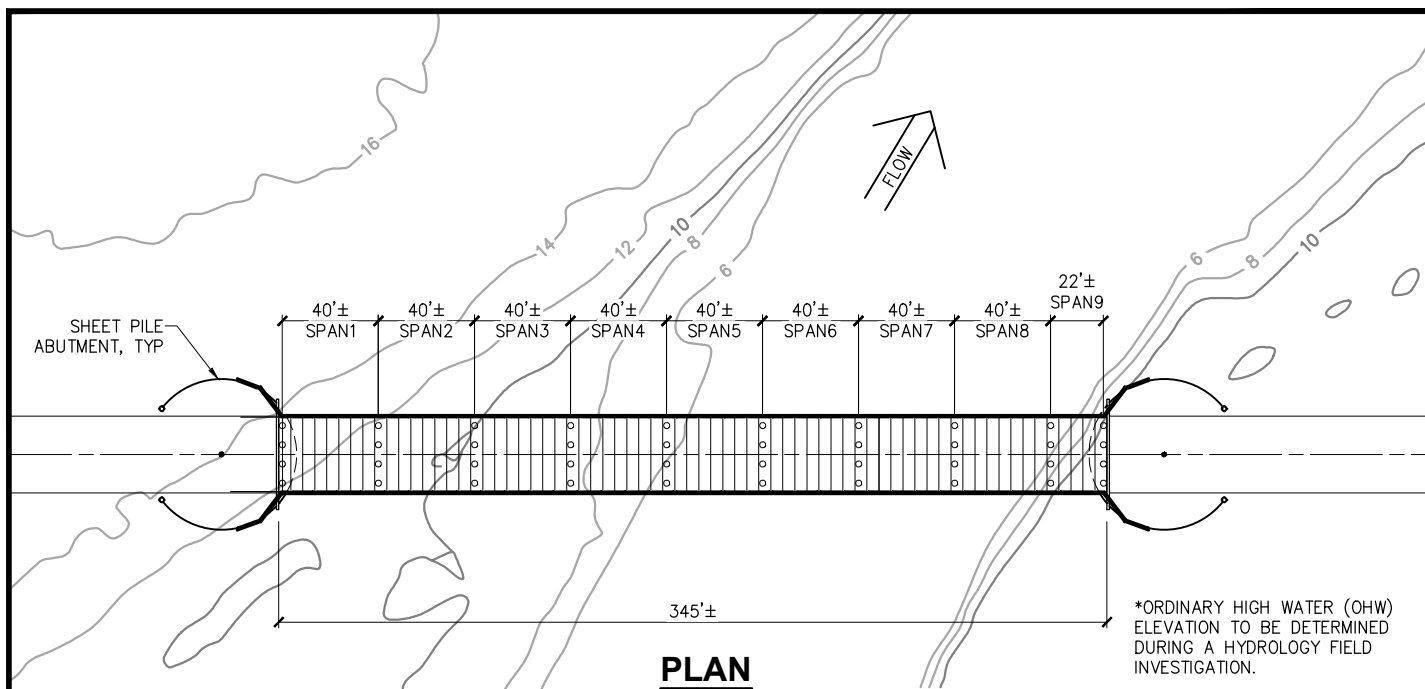 16
FLOW
14
12
10
8
6
6
8
10
40'±
SPAN1
40'±
SPAN2
40'±
SPAN3
40'±
SPAN4
40'±
SPAN5
40'±
SPAN6
40'±
SPAN7
40'±
SPAN8
22'±
SPAN9
SHEET PILE
ABUTMENT, TYP
345'±
*ORDINARY HIGH WATER (OHW)
ELEVATION TO BE DETERMINED
DURING A HYDROLOGY FIELD
INVESTIGATION.
PLAN